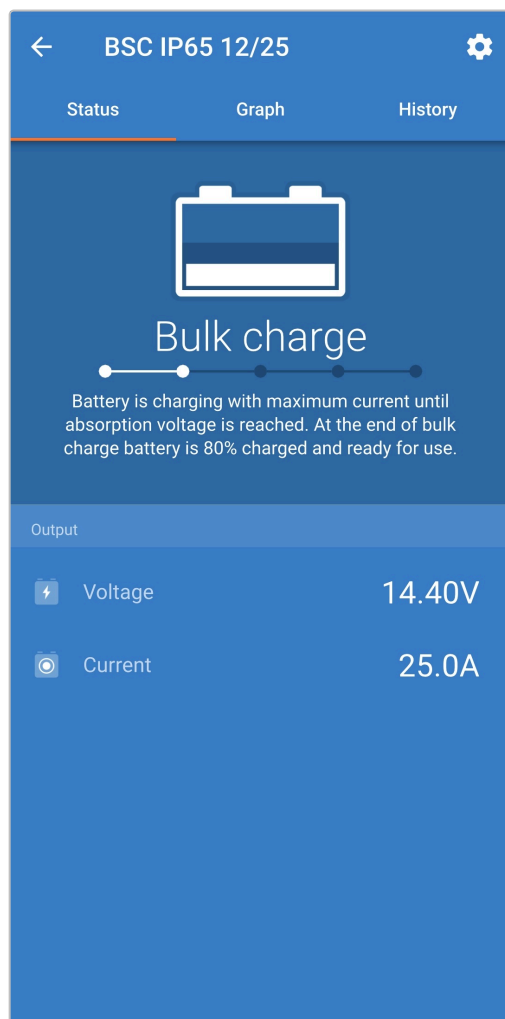 BSC IP65 12/25
Status Graph History
Bulk charge
Battery is charging with maximum current until
absorption voltage is reached. At the end of bulk
charge battery is 80% charged and ready for use.
Output
Voltage 14.40V
Current 25.0A